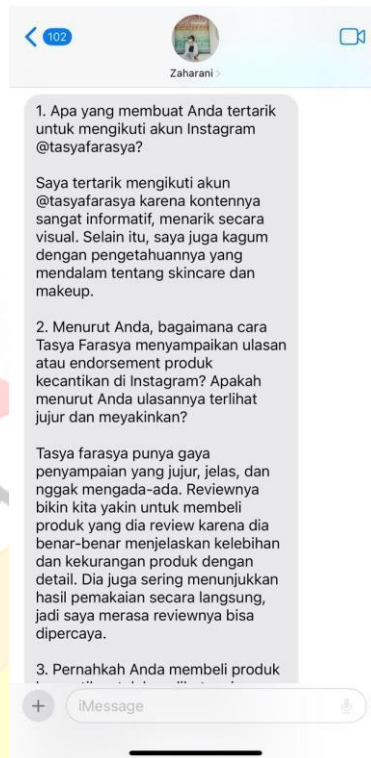 102
Zaharani
1. Apa yang membuat Anda tertarik
untuk mengikuti akun Instagram
@tasyafarasya?
Saya tertarik mengikuti akun
@tasyafarasya karena kontennya
sangat informatif, menarik secara
visual. Selain itu, saya juga kagum
dengan pengetahuannya yang
mendalam tentang skincare dan
makeup.
2. Menurut Anda, bagaimana cara
Tasya Farasya menyampaikan ulasan
atau endorsement produk
kecantikan di Instagram? Apakah
menurut Anda ulasannya terlihat
jujur dan meyakinkan?
Tasya farasya punya gaya
penyampaian yang jujur, jelas, dan
nggak mengada-ada. Reviewnya
bikin kita yakin untuk membeli
produk yang dia review karena dia
benar-benar menjelaskan kelebihan
dan kekurangan produk dengan
detail. Dia juga sering menunjukkan
hasil pemakaian secara langsung,
jadi saya merasa reviewnya bisa
dipercaya.
3. Pernahkah Anda membeli produk
iMessage